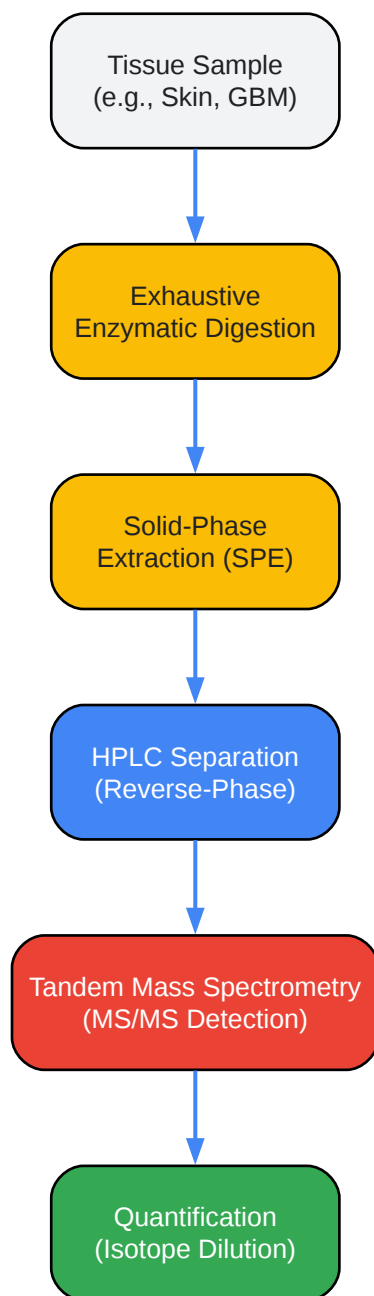 Tissue Sample
(e.g., Skin, GBM)
Exhaustive
Enzymatic Digestion
Solid-Phase
Extraction (SPE)
HPLC Separation
(Reverse-Phase)
Tandem Mass Spectrometry
(MS/MS Detection)
Quantification
(Isotope Dilution)